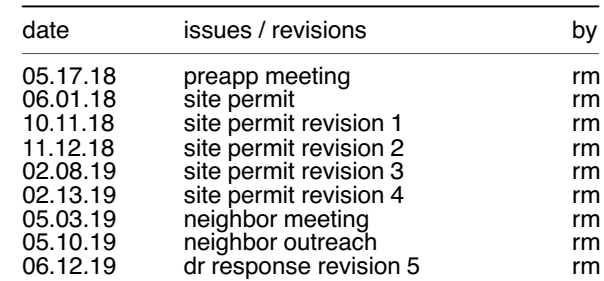 date issues / revisions by
05.17.18 preapp meeting rm
06.01.18 site permit rm
10.11.18 site permit revision 1 rm
11.12.18 site permit revision 2 rm
02.08.19 site permit revision 3 rm
02.13.19 site permit revision 4 rm
05.03.19 neighbor meeting rm
05.10.19 neighbor outreach rm
06.12.19 dr response revision 5 rm